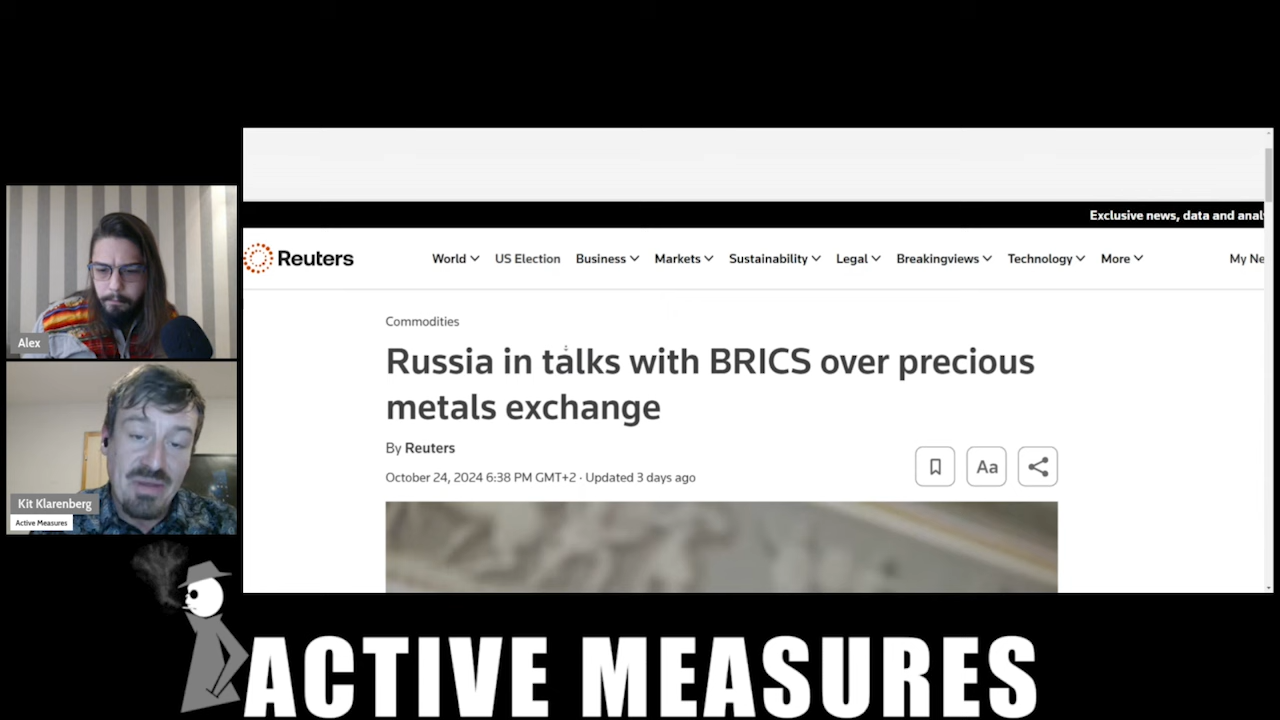 Exclusive news, data and anal
Reuters
World
US Election
Business
Markets
Sustainability
Legal
Breakingviews
Technology
More
My Ne
Commodities
Russia in talks with BRICS over precious
metals exchange
By Reuters
October 24, 2024 6:38 PM GMT+2 · Updated 3 days ago
Aa
Alex
Kit Klarenberg
Active Measures
ACTIVE MEASURES